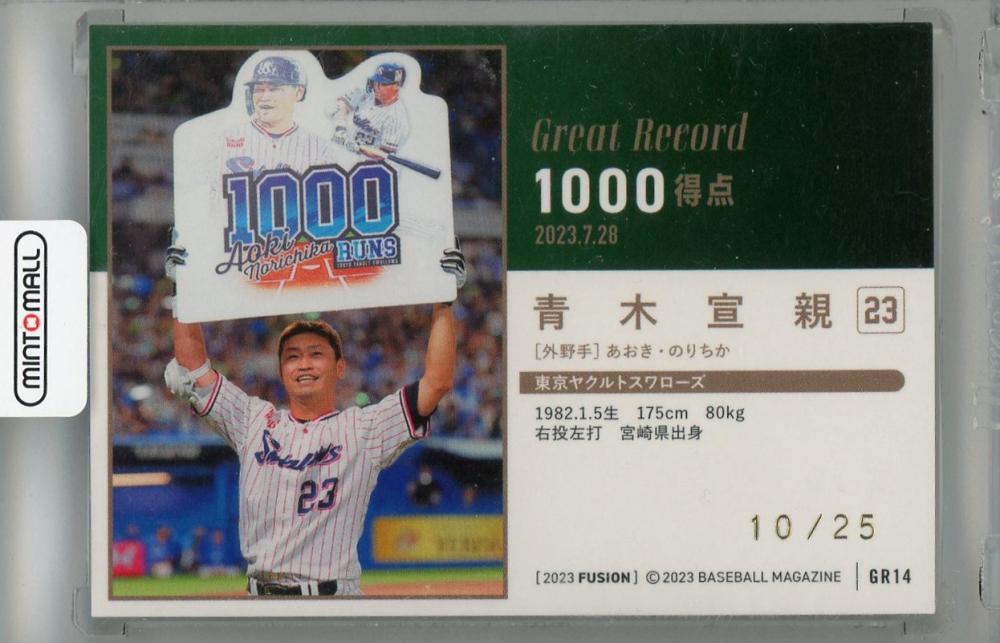 MINTOMALL
1000
Aoki
Norichika
RUNS
TOKYO YAKULT SWALLOWS
Swallows
23
Great Record
1000得点
2023.7.28
青木宣親 23
[外野手] あおき・のりちか
東京ヤクルトスワローズ
1982.1.5生 175cm 80kg
右投左打 宮崎県出身
10/25
[2023 FUSION] ©2023 BASEBALL MAGAZINE GR14